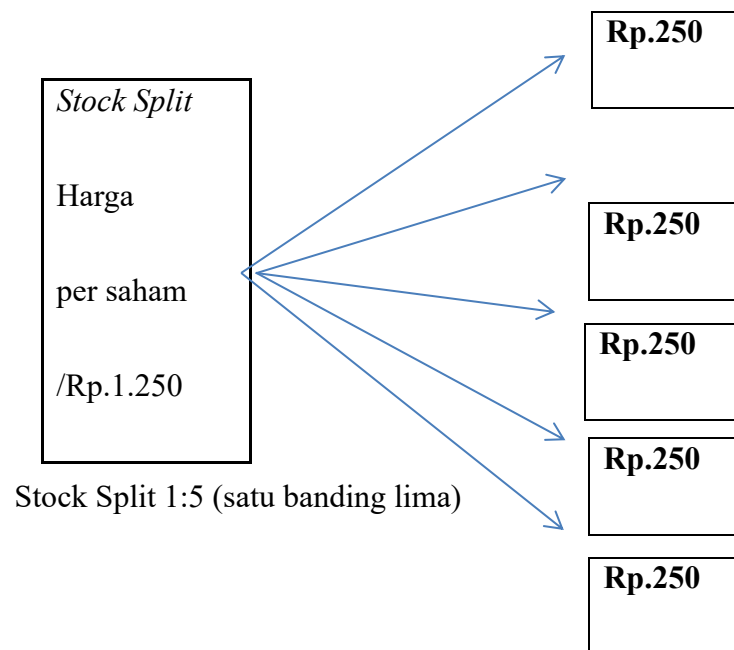 Stock Split
Harga
per saham
/Rp.1.250
Stock Split 1:5 (satu banding lima)
Rp.250
Rp.250
Rp.250
Rp.250
Rp.250